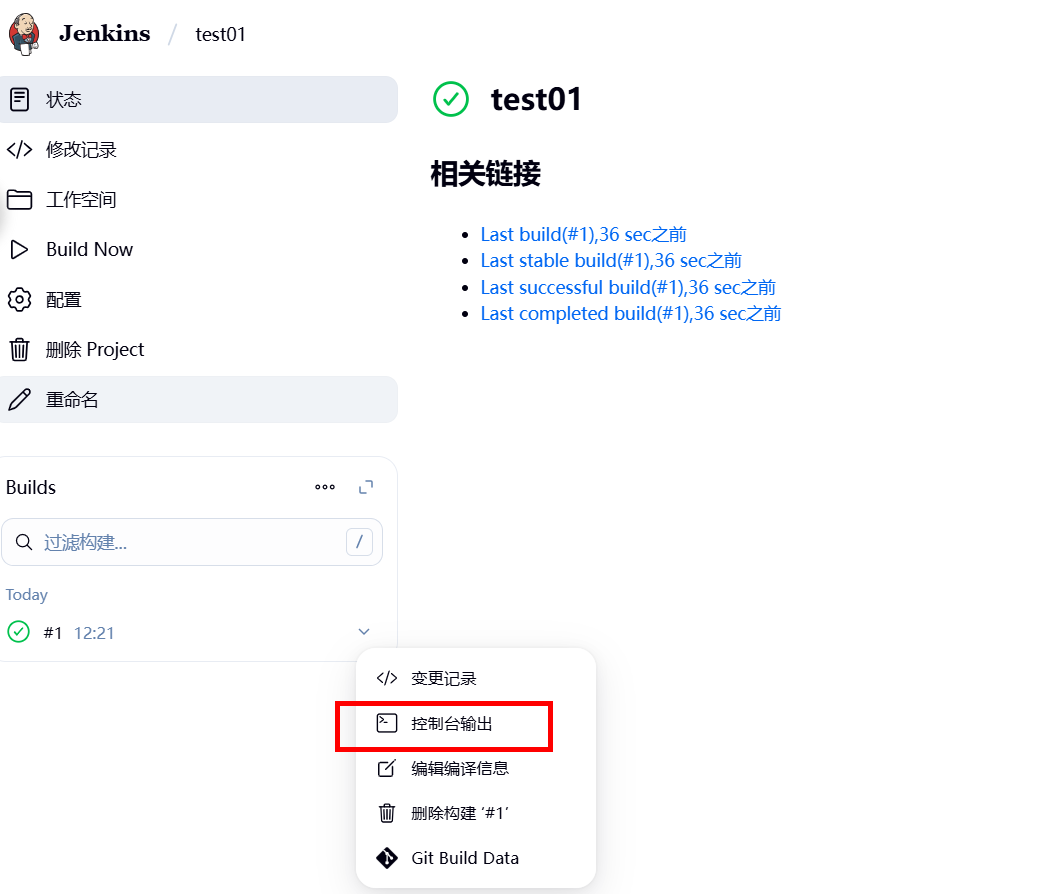 Jenkins / test01
状态
修改记录
工作空间
Build Now
配置
删除 Project
重命名
Builds
过滤构建... /
Today
#1 12:21
test01
相关链接
Last build(#1),36 sec之前
Last stable build(#1),36 sec之前
Last successful build(#1),36 sec之前
Last completed build(#1),36 sec之前
变更记录
控制台输出
编辑编译信息
删除构建 ‘#1’
Git Build Data